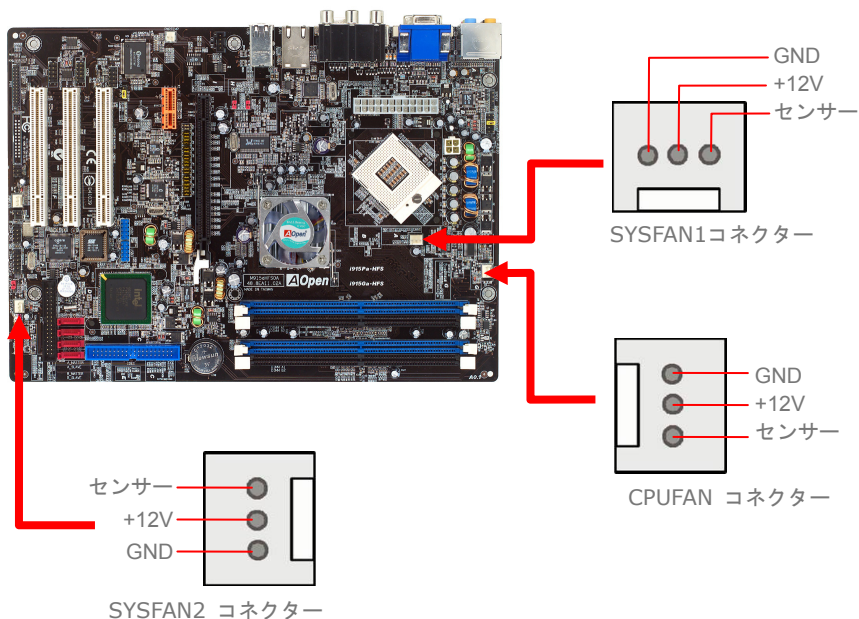 GND
+12V
センサー
SYSFAN1コネクター
AOpen
i915Pa-HFS
i915Ga-HFS
AOpen
GND
+12V
センサー
CPUFAN コネクター
センサー
+12V
GND
SYSFAN2 コネクター